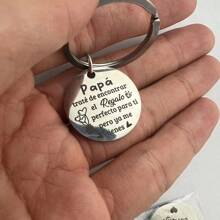 Papá
traté de encontrar
el Regalo
perfecto para ti
pero ya me
tienes